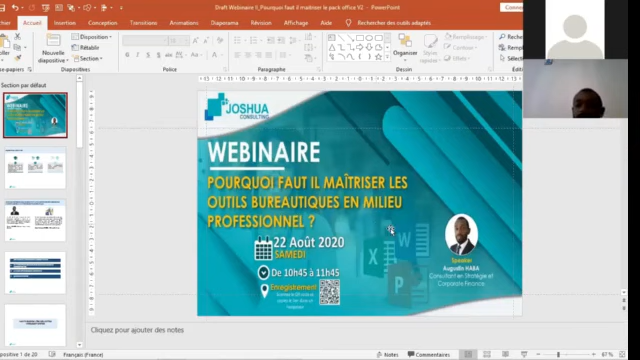 Draft Webinaire II_Pourquoi faut il maitriser le pack office 1G - PowerPoint
Accueil Insertion Conception Transitions Animations Diaporama Révision Affichage Aide Rechercher des outils adaptés
Disposition
Rétablir
Section
Nouvelle
diapositive
Organiser
Diapositives Police Paragraphe Dessin
Section par défaut
JOSHUA
CONSULTING
WEBINAIRE
POURQUOI FAUT IL MAÎTRISER LES
OUTILS BUREAUTIQUES EN MILIEU
PROFESSIONNEL ?
22 Août 2020
SAMEDI
De 10h45 à 11h45
Enregistrement
Speaker
Auguillin HABA
Consultant en Stratégie et
Corporate Finance
Cliquez pour ajouter des notes
Français (France)
Notes Commentaires